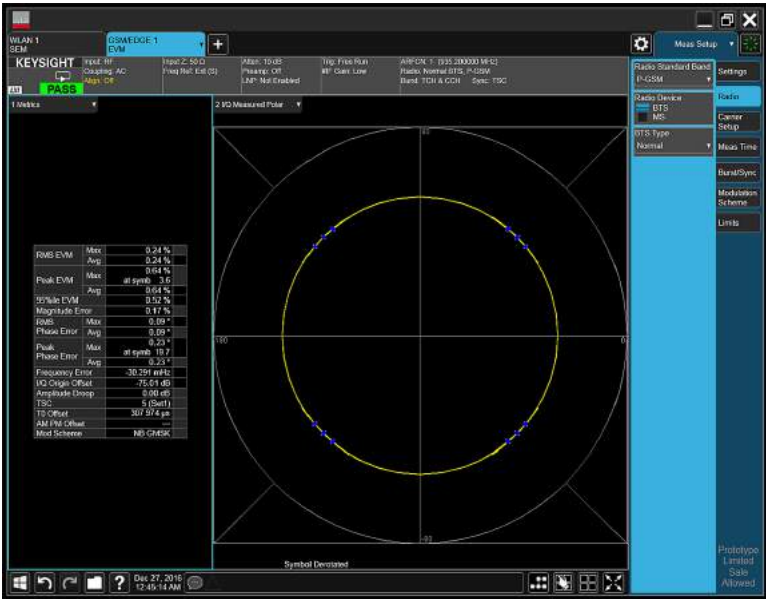 WLAN 1
SEM
GSM/EDGE 1
EVM
Meas Setup
KEYSIGHT
Input: RF
Coupling: AC
Align: Off
Input Z: 50 Ω
Freq Ref: Ext (S)
Atten: 10 dB
Preamp: Off
LNP: Not Enabled
Trig: Free Run
#IF Gain: Low
ARFCN: 1 (935.200000 MHz)
Radio: Normal BTS, P-GSM
Burst: TCH & CCH Sync: TSC
PASS
1 Metrics
2 I/Q Measured Polar
90
180
0
-90
Symbol Derotated
RMS EVM Max 0.24 %
Avg 0.24 %
Peak EVM Max 0.64 %
at symb 3.6
Avg 0.64 %
95%ile EVM 0.52 %
Magnitude Error 0.17 %
RMS Phase Error Max 0.09 °
Avg 0.09 °
Peak Phase Error Max 0.23 °
at symb 19.7
Avg 0.23 °
Frequency Error -30.291 mHz
I/Q Origin Offset -75.01 dB
Amplitude Droop 0.00 dB
TSC 5 (Set1)
T0 Offset 307.974 µs
AM PM Offset ---
Mod Scheme NB GMSK
Radio Standard Band
P-GSM
Radio Device
BTS
MS
BTS Type
Normal
Settings
Radio
Carrier
Setup
Meas Time
Burst/Sync
Modulation
Scheme
Limits
Prototype
Limited
Sale
Allowed
Dec 27, 2016
12:45:14 AM